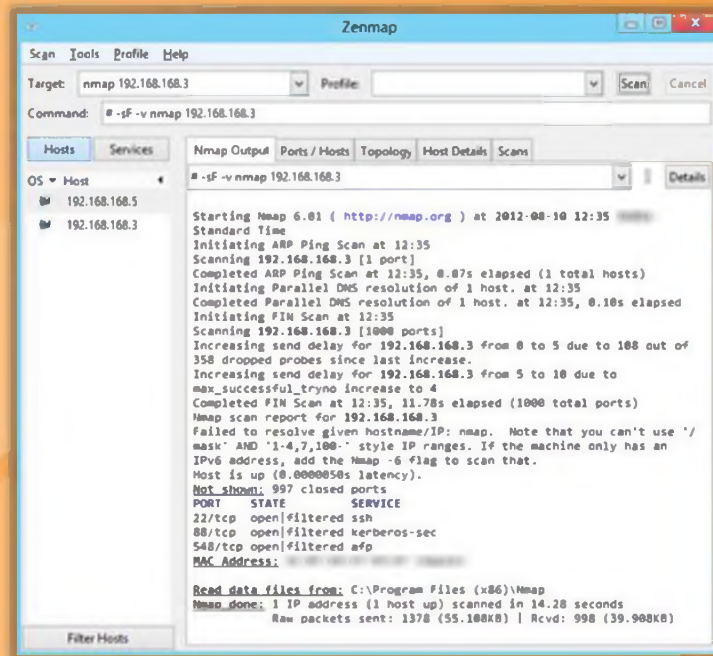 Zenmap
Scan Tools Profile Help
Target: nmap 192.168.168.3 Profile: Scan Cancel
Command: # -sF -v nmap 192.168.168.3
Hosts Services
OS Host
192.168.168.5
192.168.168.3
Filter Hosts
Nmap Output Ports / Hosts Topology Host Details Scans
# -sF -v nmap 192.168.168.3 Details
Starting Nmap 6.01 ( http://nmap.org ) at 2012-08-10 12:35
Standard Time
Initiating ARP Ping Scan at 12:35
Scanning 192.168.168.3 [1 port]
Completed ARP Ping Scan at 12:35, 0.07s elapsed (1 total hosts)
Initiating Parallel DNS resolution of 1 host. at 12:35
Completed Parallel DNS resolution of 1 host. at 12:35, 0.10s elapsed
Initiating FIN Scan at 12:35
Scanning 192.168.168.3 [1000 ports]
Increasing send delay for 192.168.168.3 from 0 to 5 due to 108 out of
358 dropped probes since last increase.
Increasing send delay for 192.168.168.3 from 5 to 10 due to
max_successful_tryno increase to 4
Completed FIN Scan at 12:35, 11.78s elapsed (1000 total ports)
Nmap scan report for 192.168.168.3
Failed to resolve given hostname/IP: nmap. Note that you can't use '/
mask' AND '1-4,7,100-' style IP ranges. If the machine only has an
IPv6 address, add the Nmap -6 flag to scan that.
Host is up (0.0000050s latency).
Not shown: 997 closed ports
PORT STATE SERVICE
22/tcp open|filtered ssh
88/tcp open|filtered kerberos-sec
548/tcp open|filtered afp
MAC Address:
Read data files from: C:\Program Files (x86)\Nmap
Nmap done: 1 IP address (1 host up) scanned in 14.28 seconds
Raw packets sent: 1378 (55.108KB) | Rcvd: 998 (39.908KB)